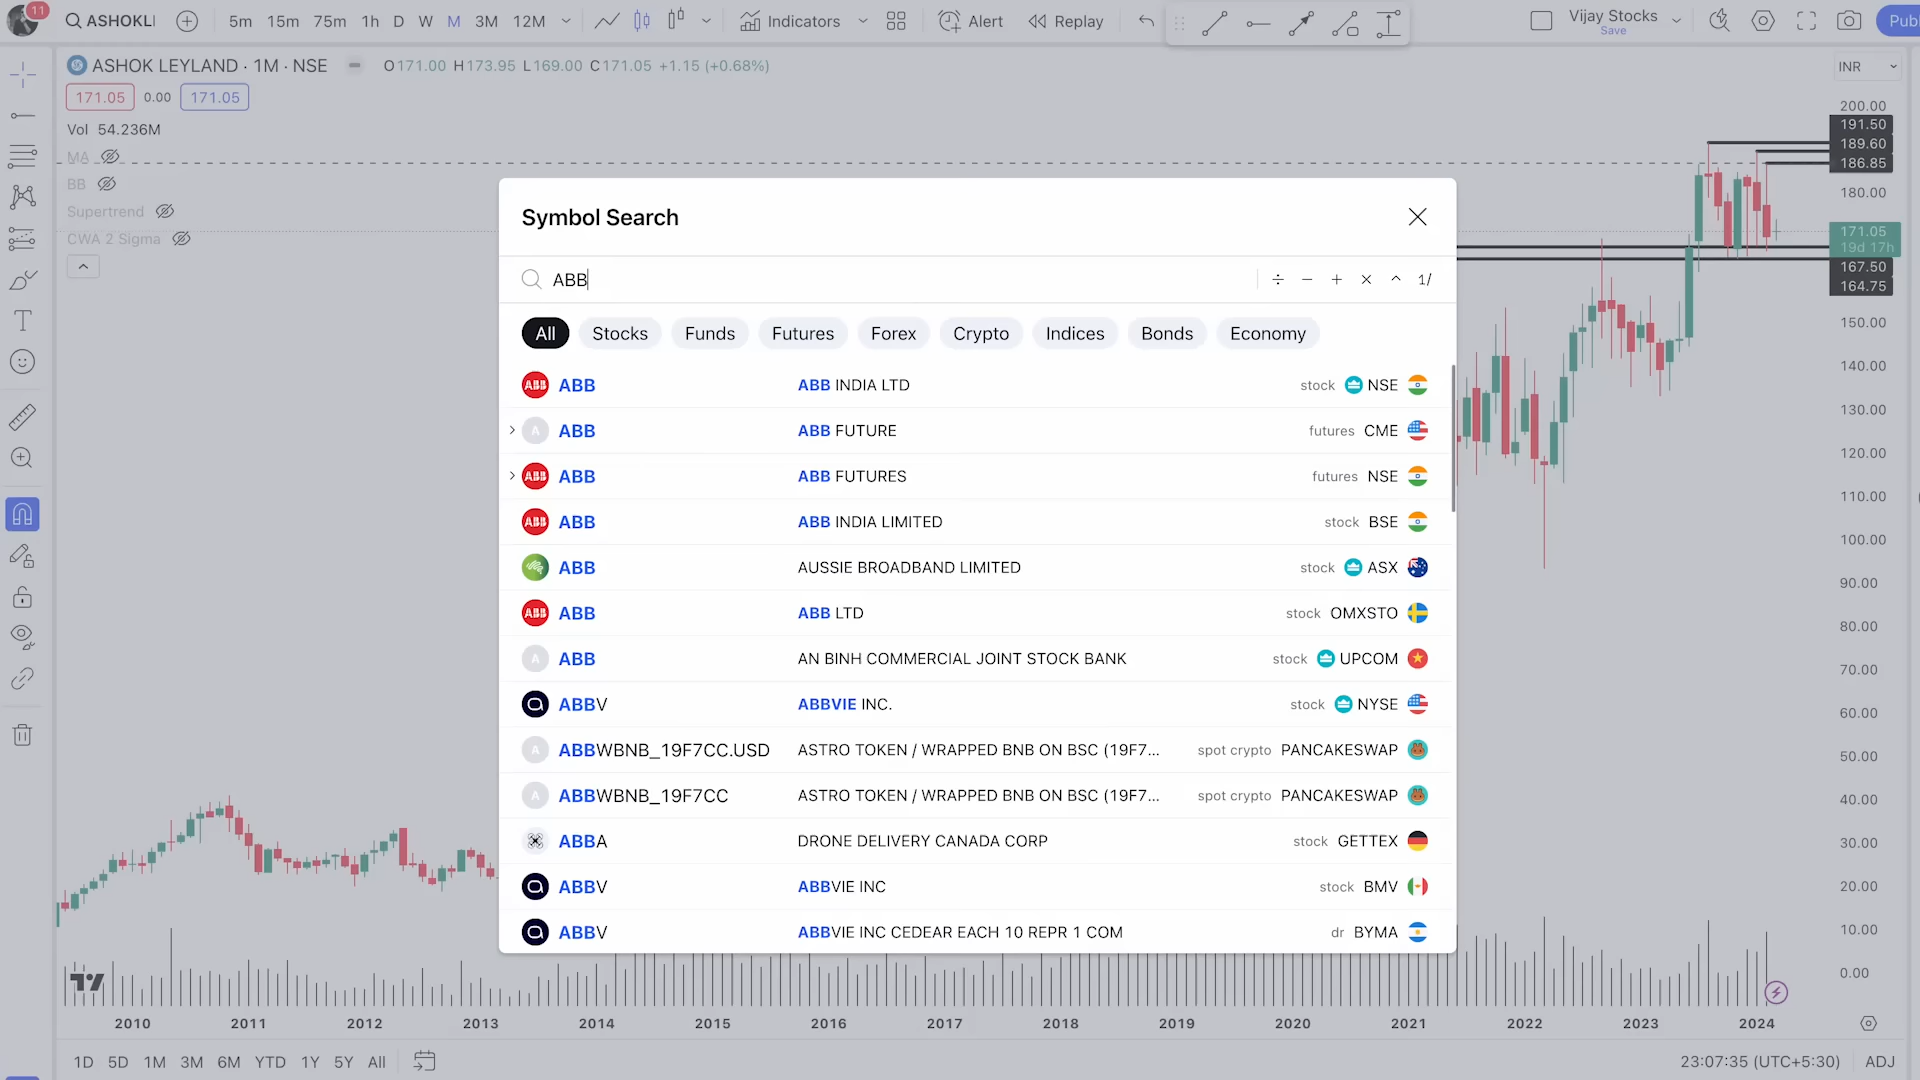 11
ASHOKLI
5m 15m 75m 1h D W M 3M 12M
Indicators
Alert
Replay
Vijay Stocks
Save
Publ
ASHOK LEYLAND · 1M · NSE
O171.00 H173.95 L169.00 C171.05 +1.15 (+0.68%)
INR
171.05 0.00 171.05
Vol 54.236M
MA
BB
Supertrend
CWA 2 Sigma
Symbol Search
ABB
÷ − + × ^ 1/
All Stocks Funds Futures Forex Crypto Indices Bonds Economy
ABB ABB ABB INDIA LTD stock NSE
A ABB ABB FUTURE futures CME
ABB ABB ABB FUTURES futures NSE
ABB ABB ABB INDIA LIMITED stock BSE
ABB AUSSIE BROADBAND LIMITED stock ASX
ABB ABB ABB LTD stock OMXSTO
A ABB AN BINH COMMERCIAL JOINT STOCK BANK stock UPCOM
ABBV ABBVIE INC. stock NYSE
A ABBWBNB_19F7CC.USD ASTRO TOKEN / WRAPPED BNB ON BSC (19F7... spot crypto PANCAKESWAP
A ABBWBNB_19F7CC ASTRO TOKEN / WRAPPED BNB ON BSC (19F7... spot crypto PANCAKESWAP
ABBA DRONE DELIVERY CANADA CORP stock GETTEX
ABBV ABBVIE INC stock BMV
ABBV ABBVIE INC CEDEAR EACH 10 REPR 1 COM dr BYMA
200.00
191.50
189.60
186.85
180.00
171.05
19d 17h
167.50
164.75
150.00
140.00
130.00
120.00
110.00
100.00
90.00
80.00
70.00
60.00
50.00
40.00
30.00
20.00
10.00
0.00
2010 2011 2012 2013 2014 2015 2016 2017 2018 2019 2020 2021 2022 2023 2024
1D 5D 1M 3M 6M YTD 1Y 5Y All
23:07:35 (UTC+5:30) ADJ